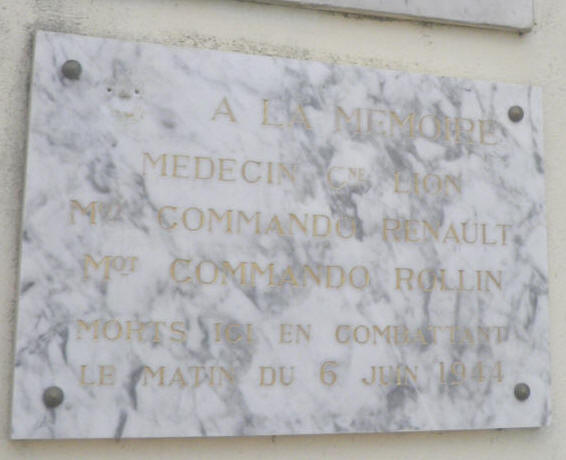 A LA MEMOIRE
MEDECIN CNE LION
MOT COMMANDO RENAULT
MOT COMMANDO ROLLIN
MORTS ICI EN COMBATTANT
LE MATIN DU 6 JUIN 1944